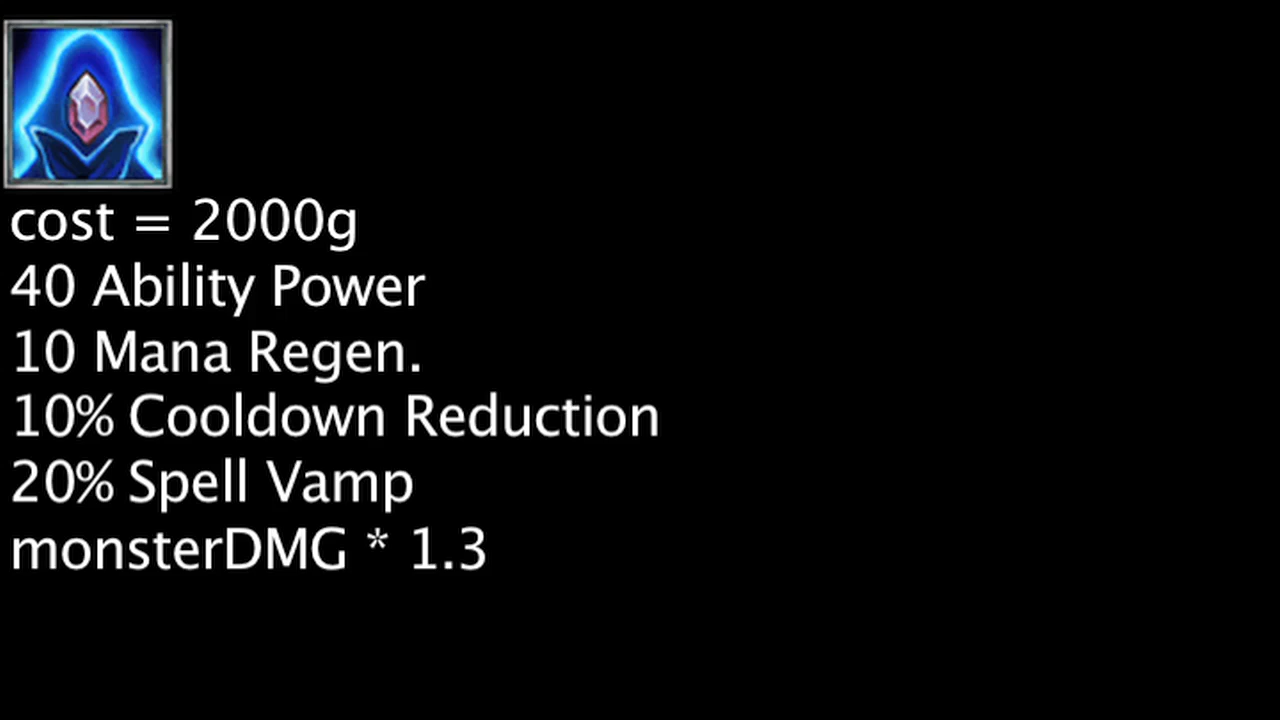 cost = 2000g
40 Ability Power
10 Mana Regen.
10% Cooldown Reduction
20% Spell Vamp
monsterDMG * 1.3